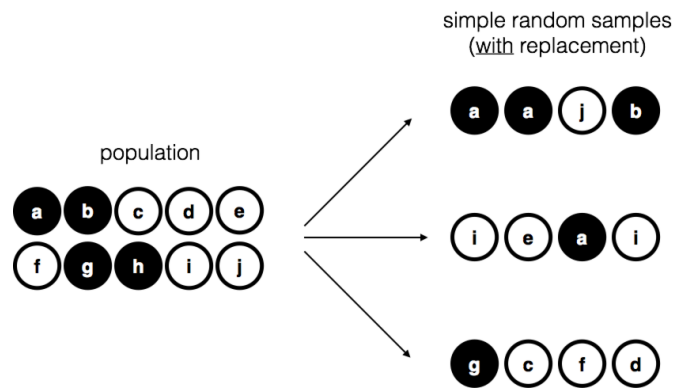 simple random samples
(with replacement)
a a j b
population
a b c d e
f g h i j
i e a i
g c f d